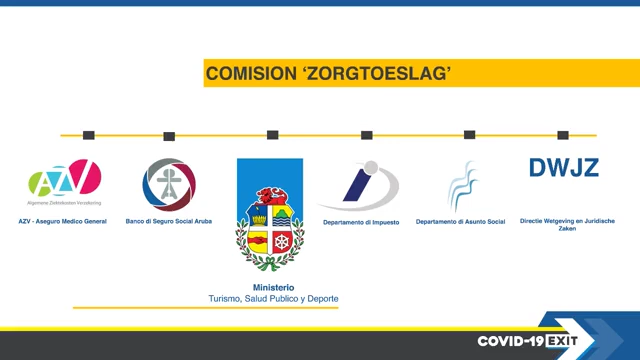 COMISION ‘ZORGTOESLAG’
AZV
Algemene Ziektekosten Verzekering
AZV - Aseguro Medico General
Banco di Seguro Social Aruba
Ministerio
Turismo, Salud Publico y Deporte
Departamento di Impuesto
Departamento di Asunto Social
DWJZ
Directie Wetgeving en Juridische
Zaken
COVID-19 EXIT